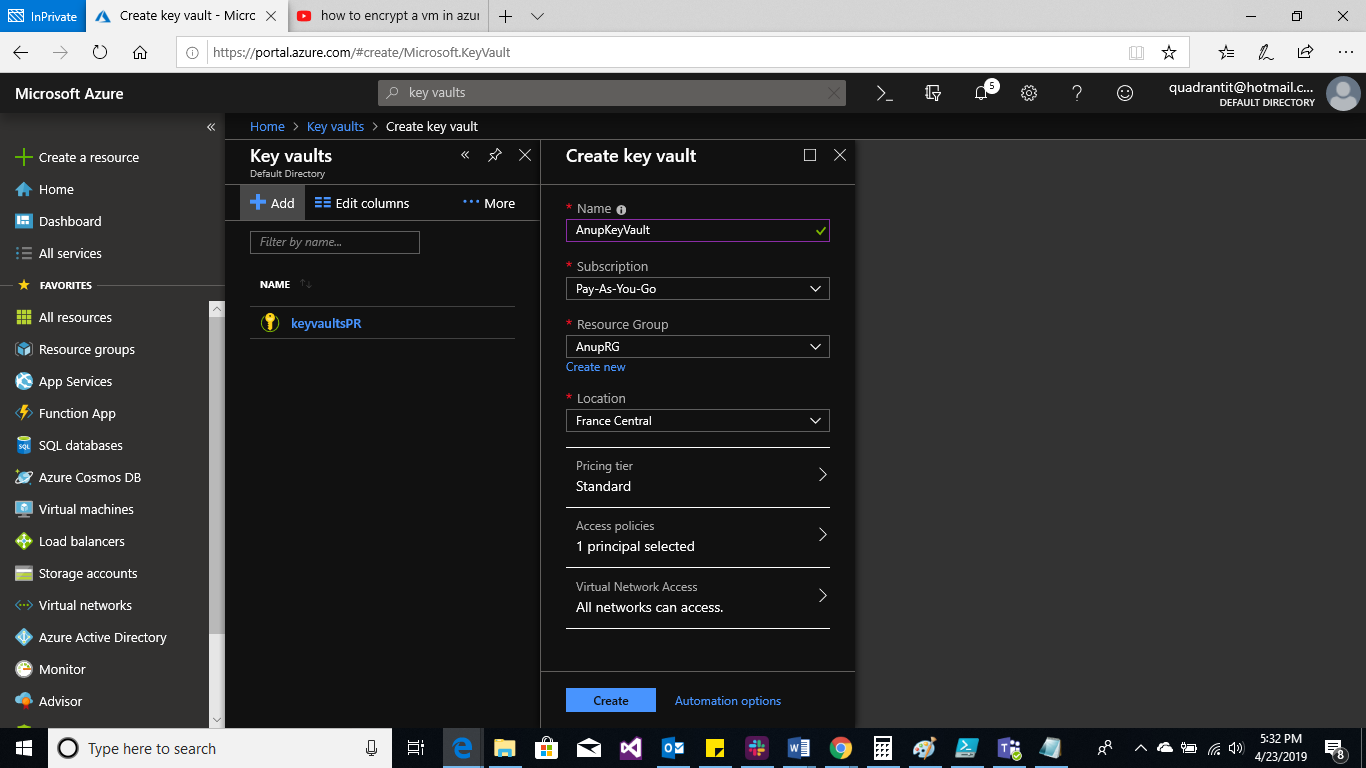 InPrivate
Create key vault - Micr
how to encrypt a vm in azur
https://portal.azure.com/#create/Microsoft.KeyVault
Microsoft Azure
key vaults
5
quadrantit@hotmail.c...
DEFAULT DIRECTORY
Home > Key vaults > Create key vault
Create a resource
Home
Dashboard
All services
FAVORITES
All resources
Resource groups
App Services
Function App
SQL databases
Azure Cosmos DB
Virtual machines
Load balancers
Storage accounts
Virtual networks
Azure Active Directory
Monitor
Advisor
Key vaults
Default Directory
Add
Edit columns
More
Filter by name...
NAME
keyvaultsPR
Create key vault
* Name
AnupKeyVault
* Subscription
Pay-As-You-Go
* Resource Group
AnupRG
Create new
* Location
France Central
Pricing tier
Standard
Access policies
1 principal selected
Virtual Network Access
All networks can access.
Create
Automation options
Type here to search
5:32 PM
4/23/2019
8